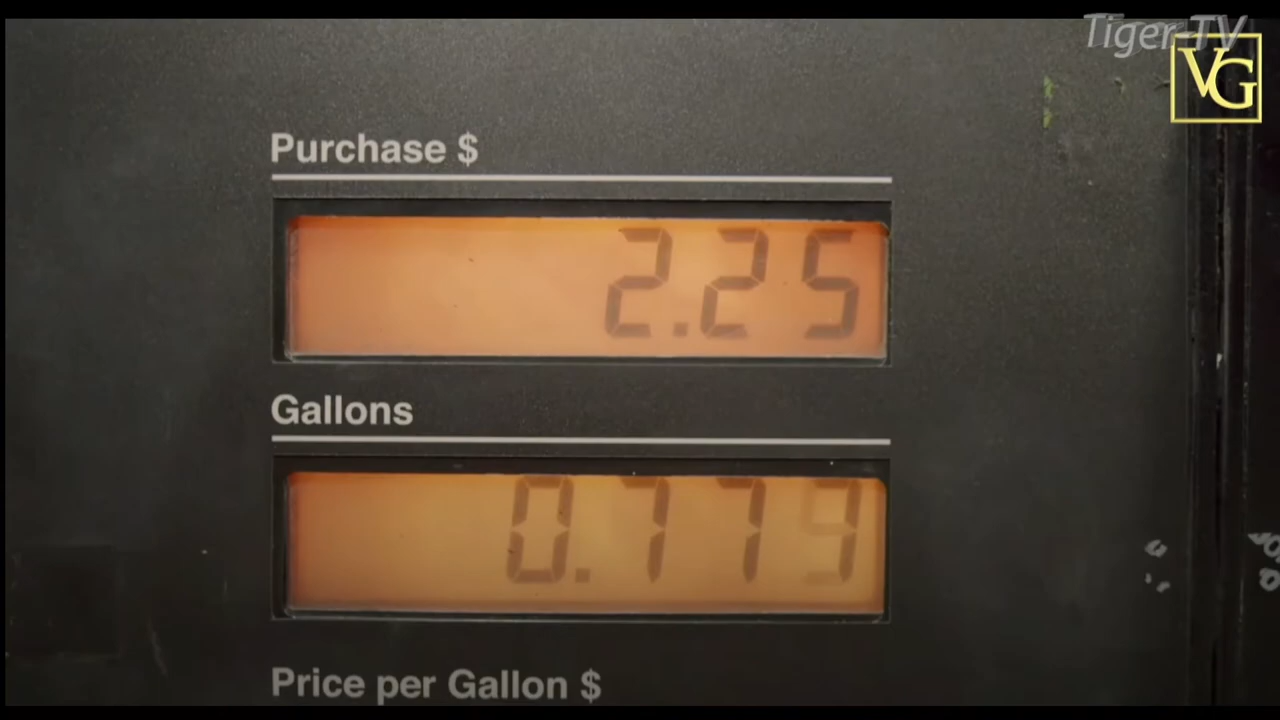 Tiger TV
VG
Purchase $
2.25
Gallons
0.779
Price per Gallon $